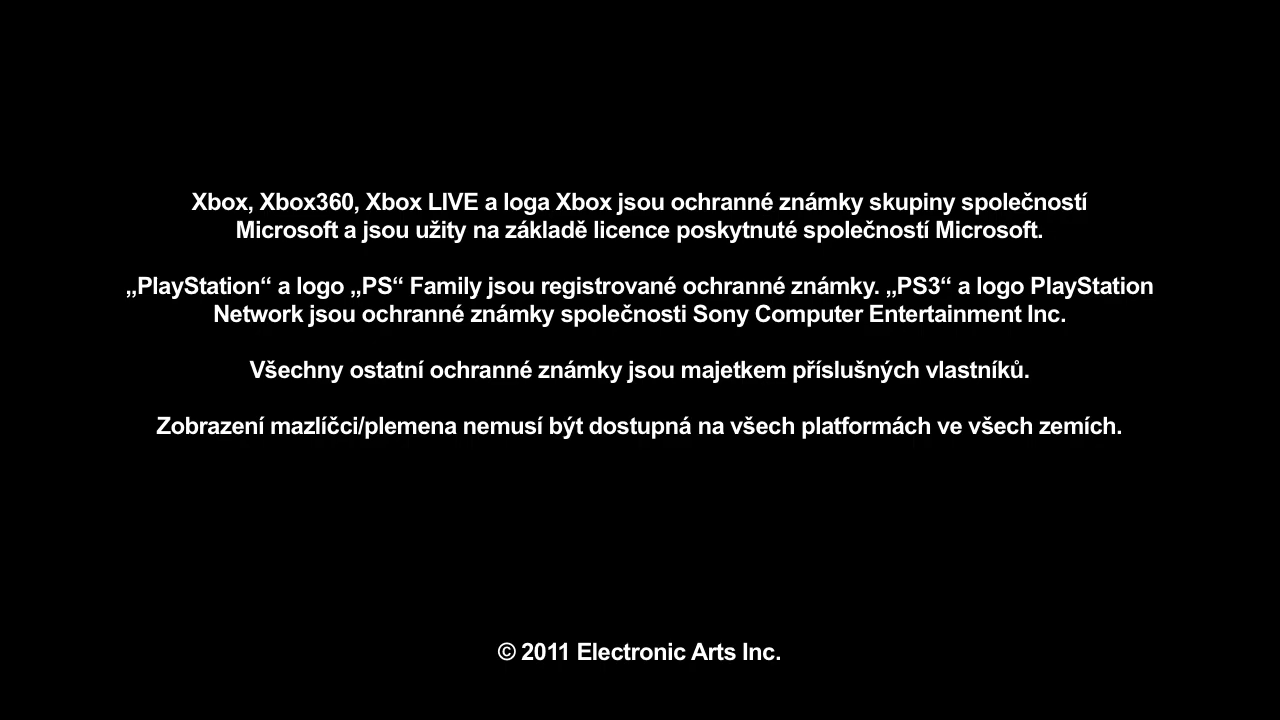 Xbox, Xbox360, Xbox LIVE a loga Xbox jsou ochranné známky skupiny společností
Microsoft a jsou užity na základě licence poskytnuté společností Microsoft.
„PlayStation“ a logo „PS“ Family jsou registrované ochranné známky. „PS3“ a logo PlayStation
Network jsou ochranné známky společnosti Sony Computer Entertainment Inc.
Všechny ostatní ochranné známky jsou majetkem příslušných vlastníků.
Zobrazení mazlíčci/plemena nemusí být dostupná na všech platformách ve všech zemích.
© 2011 Electronic Arts Inc.